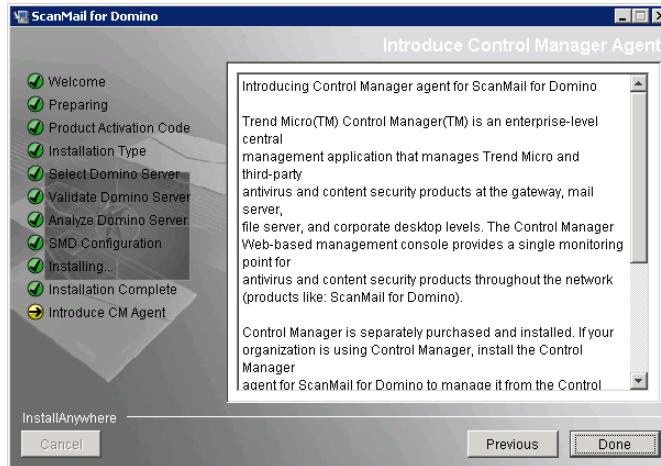 ScanMail for Domino
Introduce Control Manager Agent
Welcome
Preparing
Product Activation Code
Installation Type
Select Domino Server
Validate Domino Server
Analyze Domino Server
SMD Configuration
Installing...
Installation Complete
Introduce CM Agent
Introducing Control Manager agent for ScanMail for Domino
Trend Micro(TM) Control Manager(TM) is an enterprise-level
central
management application that manages Trend Micro and
third-party
antivirus and content security products at the gateway, mail
server,
file server, and corporate desktop levels. The Control Manager
Web-based management console provides a single monitoring
point for
antivirus and content security products throughout the network
(products like: ScanMail for Domino).
Control Manager is separately purchased and installed. If your
organization is using Control Manager, install the Control
Manager
agent for ScanMail for Domino to manage it from the Control
InstallAnywhere
Cancel
Previous
Done